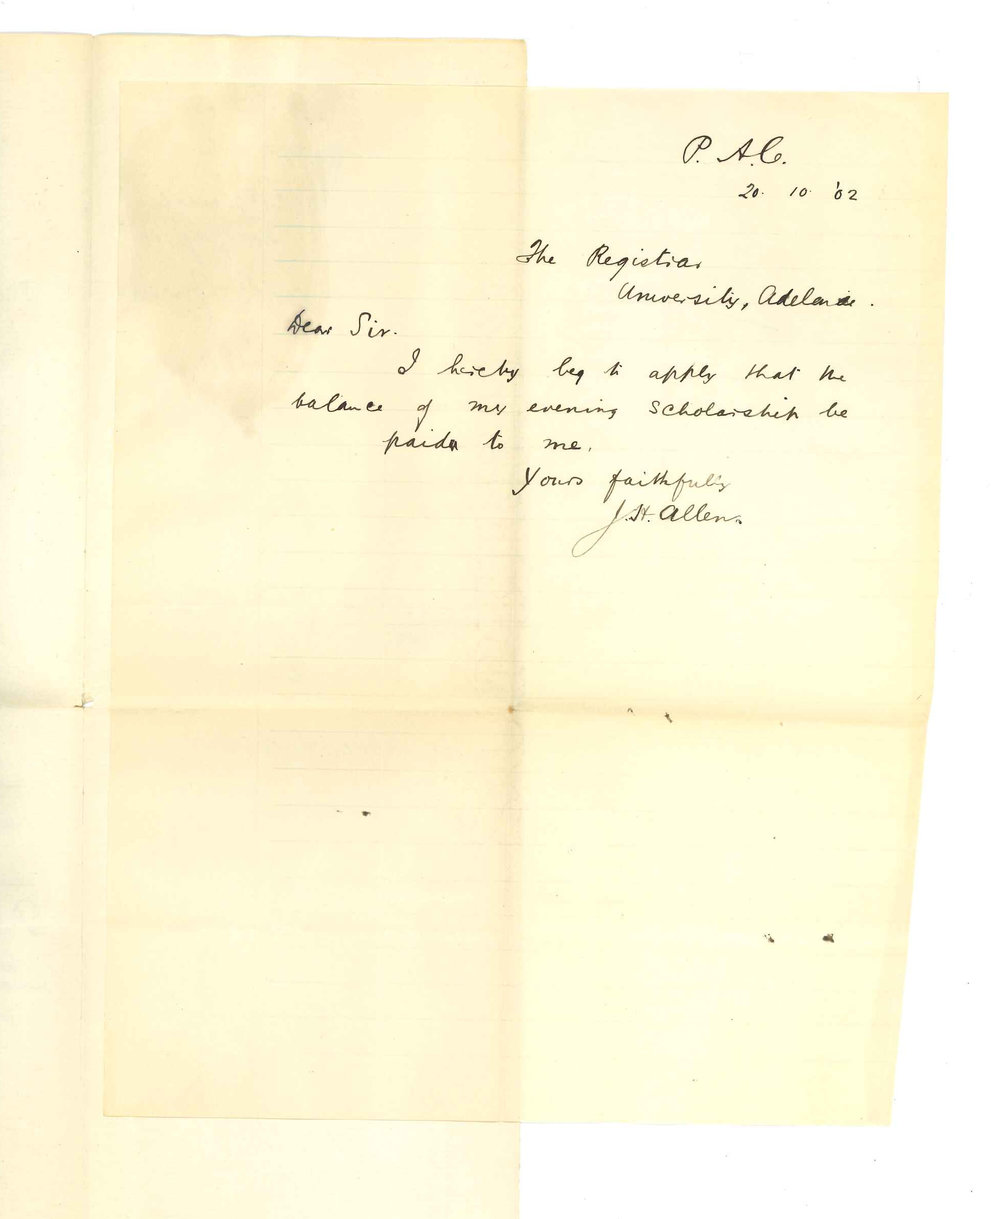 P. A. C.
20. 10. '02
The Registrar
University, Adelaide.
Dear Sir.
I hereby beg to apply that the
balance of my evening scholarship be
paid to me.
Yours faithfully
J. H. Allen.